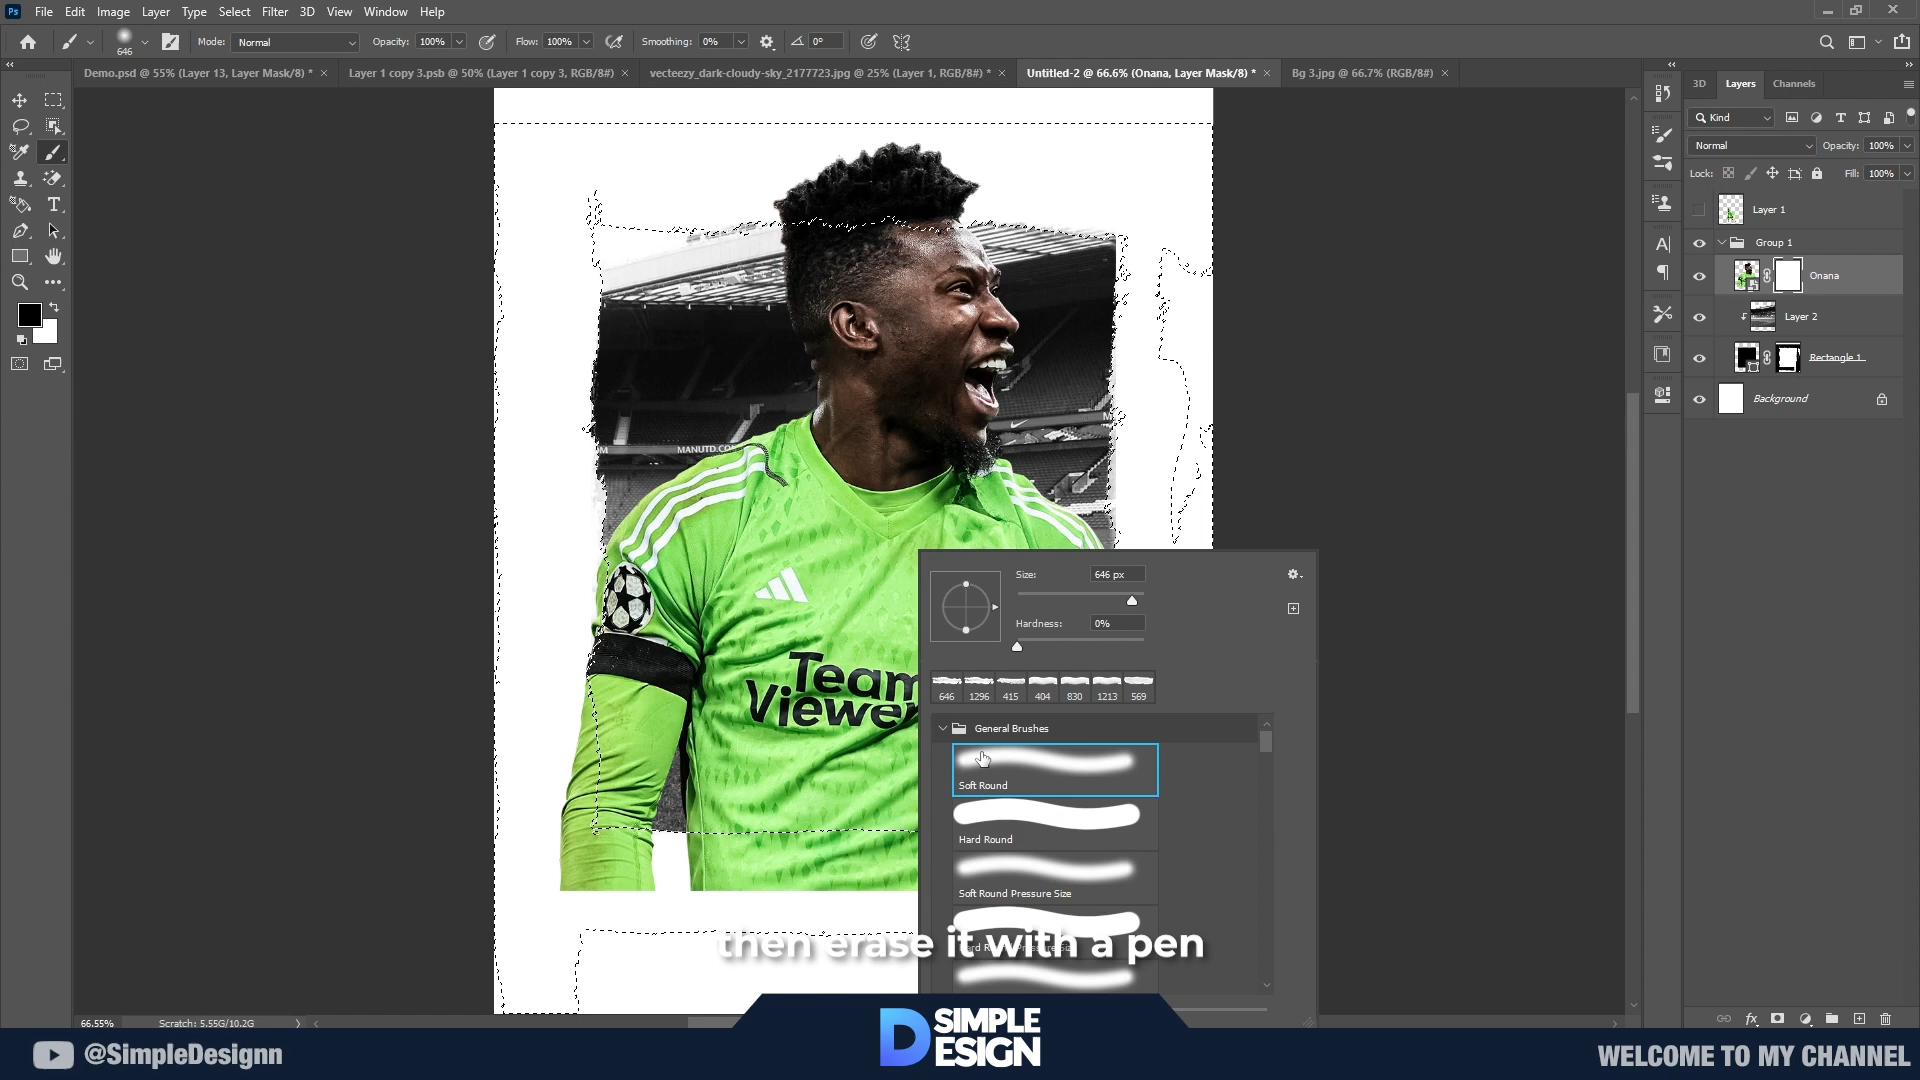 Ps File Edit Image Layer Type Select Filter 3D View Window Help
646 Mode: Normal Opacity: 100% Flow: 100% Smoothing: 0% 0°
Demo.psd @ 55% (Layer 13, Layer Mask/8) * × Layer 1 copy 3.psb @ 50% (Layer 1 copy 3, RGB/8#) × vecteezy_dark-cloudy-sky_2177723.jpg @ 25% (Layer 1, RGB/8#) * × Untitled-2 @ 66.6% (Onana, Layer Mask/8) * × Bg 3.jpg @ 66.7% (RGB/8#) ×
3D Layers Channels
Kind
Normal Opacity: 100%
Lock: Fill: 100%
Layer 1
Group 1
Onana
Layer 2
Rectangle 1
Background
MANUTD.CO
Team
Viewer
Size: 646 px
Hardness: 0%
646 1296 415 404 830 1213 569
General Brushes
Soft Round
Hard Round
Soft Round Pressure Size
then erase it with a pen
66.55% Scratch: 5.55G/10.2G
@SimpleDesignn
SIMPLE
DESIGN
WELCOME TO MY CHANNEL